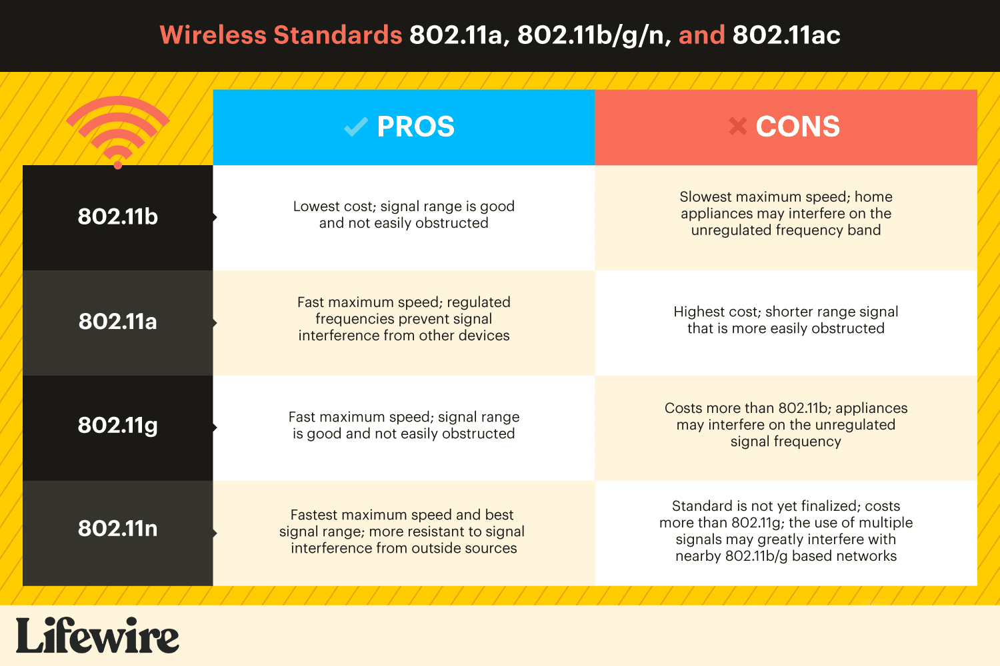 Wireless Standards 802.11a, 802.11b/g/n, and 802.11ac
PROS
CONS
802.11b
Lowest cost; signal range is good
and not easily obstructed
Slowest maximum speed; home
appliances may interfere on the
unregulated frequency band
802.11a
Fast maximum speed; regulated
frequencies prevent signal
interference from other devices
Highest cost; shorter range signal
that is more easily obstructed
802.11g
Fast maximum speed; signal range
is good and not easily obstructed
Costs more than 802.11b; appliances
may interfere on the unregulated
signal frequency
802.11n
Fastest maximum speed and best
signal range; more resistant to signal
interference from outside sources
Standard is not yet finalized; costs
more than 802.11g; the use of multiple
signals may greatly interfere with
nearby 802.11b/g based networks
Lifewire